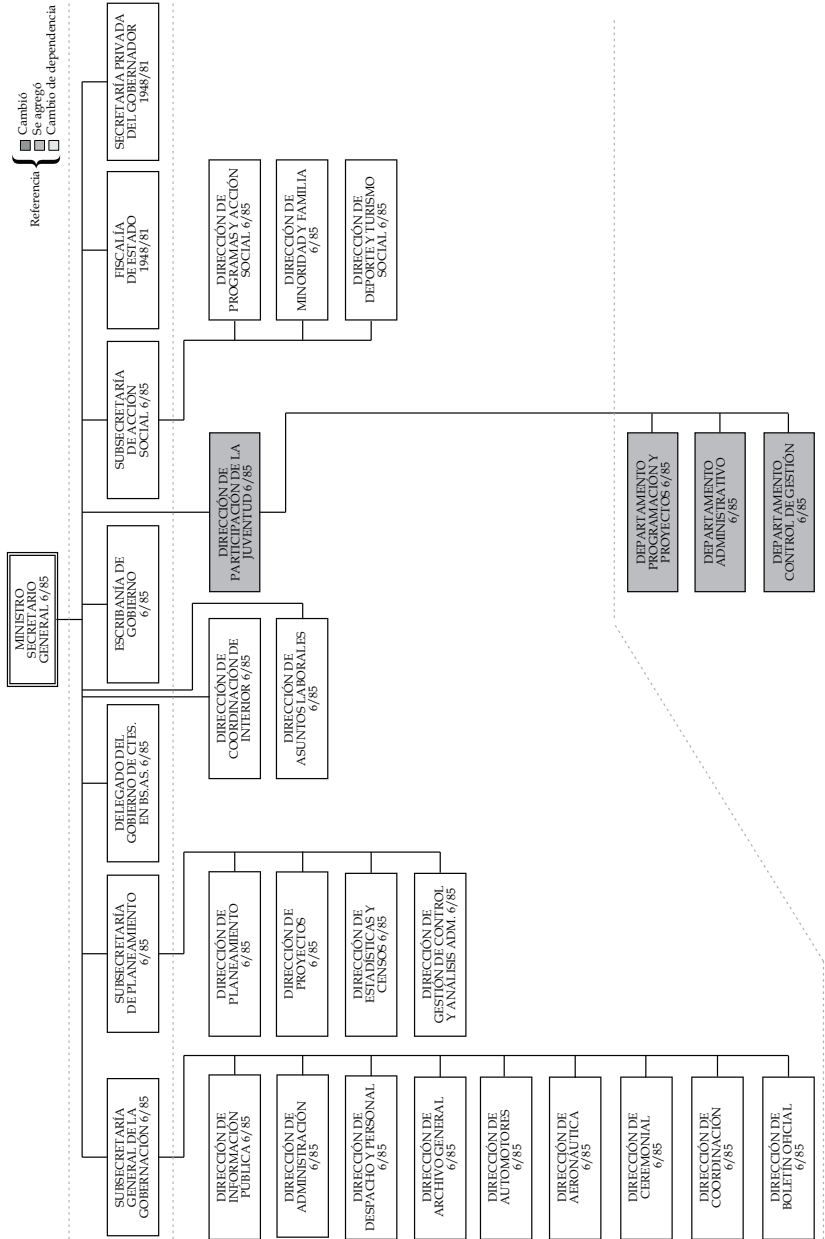 MINISTRO
SECRETARIO
GENERAL 6/85
Referencia
Cambió
Se agregó
Cambio de dependencia
SUBSECRETARÍA
GENERAL DE LA
GOBERNACIÓN 6/85
SUBSECRETARÍA
DE PLANEAMIENTO
6/85
DELEGADO DEL
GOBIERNO DE CTES.
EN BS.AS. 6/85
ESCRIBANÍA DE
GOBIERNO
6/85
SUBSECRETARÍA
DE ACCIÓN
SOCIAL 6/85
FISCALÍA
DE ESTADO
1948/81
SECRETARÍA PRIVADA
DEL GOBERNADOR
1948/81
DIRECCIÓN DE
INFORMACIÓN
PÚBLICA 6/85
DIRECCIÓN DE
ADMINISTRACIÓN
6/85
DIRECCIÓN DE
DESPACHO Y PERSONAL
6/85
DIRECCIÓN DE
ARCHIVO GENERAL
6/85
DIRECCIÓN DE
AUTOMOTORES
6/85
DIRECCIÓN DE
AERONÁUTICA
6/85
DIRECCIÓN DE
CEREMONIAL
6/85
DIRECCIÓN DE
COORDINACIÓN
6/85
DIRECCIÓN DE
BOLETÍN OFICIAL
6/85
DIRECCIÓN DE
PLANEAMIENTO
6/85
DIRECCIÓN DE
PROYECTOS
6/85
DIRECCIÓN DE
ESTADÍSTICAS Y
CENSOS 6/85
DIRECCIÓN DE
GESTIÓN DE CONTROL
Y ANÁLISIS ADM. 6/85
DIRECCIÓN DE
COORDINACIÓN DE
INTERIOR 6/85
DIRECCIÓN DE
ASUNTOS LABORALES
6/85
DIRECCIÓN DE
PARTICIPACIÓN DE LA
JUVENTUD 6/85
DIRECCIÓN DE
PROGRAMAS Y ACCIÓN
SOCIAL 6/85
DIRECCIÓN DE
MINORIDAD Y FAMILIA
6/85
DIRECCIÓN DE
DEPORTE Y TURISMO
SOCIAL 6/85
DEPARTAMENTO
PROGRAMACIÓN Y
PROYECTOS 6/85
DEPARTAMENTO
ADMINISTRATIVO
6/85
DEPARTAMENTO
CONTROL DE GESTIÓN
6/85